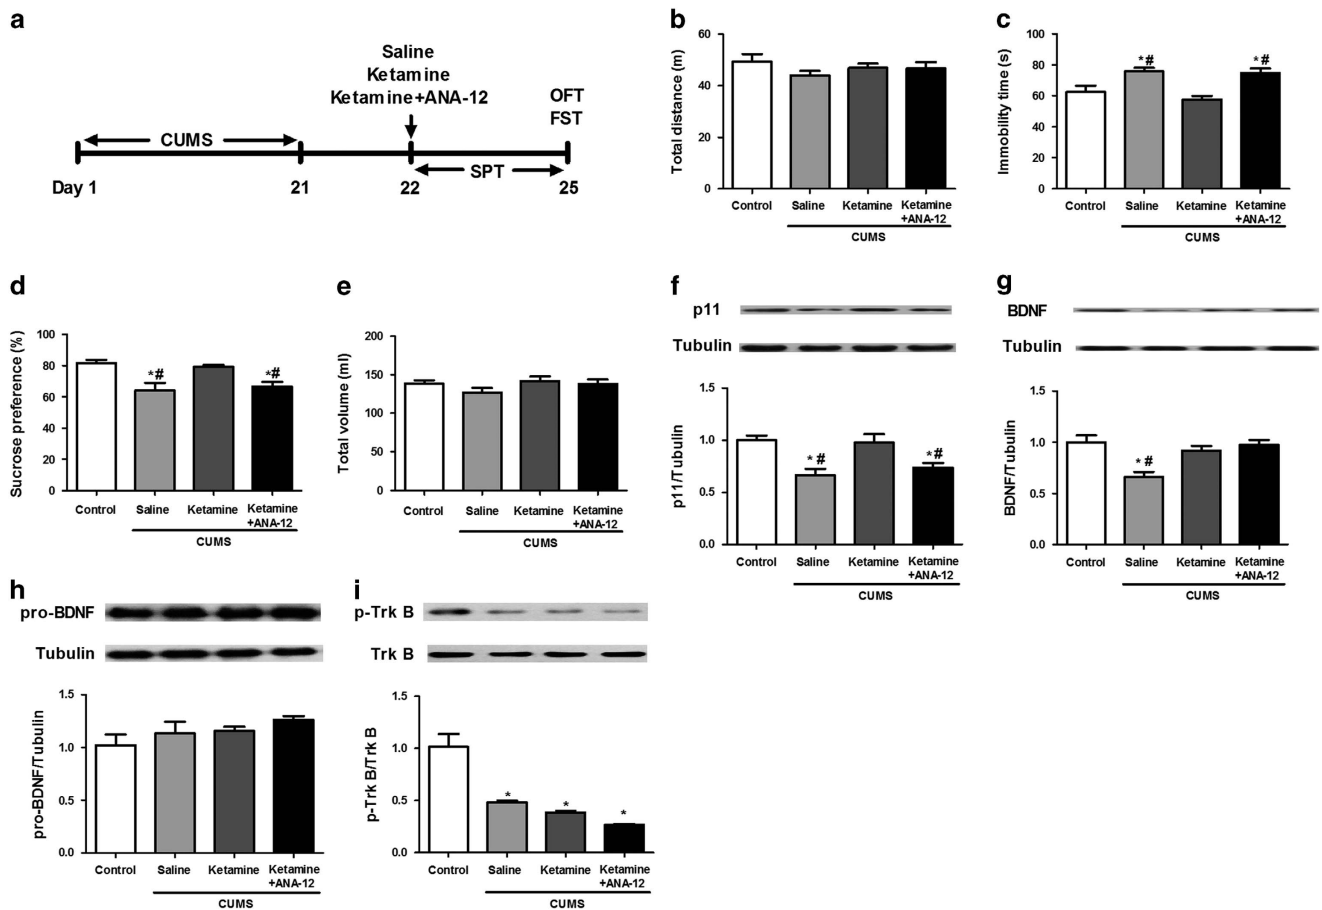 a
Saline
Ketamine
Ketamine+ANA-12
OFT
FST
CUMS
SPT
Day 1
21
22
25
b
Total distance (m)
60
40
20
0
Control
Saline
Ketamine
Ketamine
+ANA-12
CUMS
c
Immobility time (s)
100
80
60
40
20
0
*#
*#
Control
Saline
Ketamine
Ketamine
+ANA-12
CUMS
d
Sucrose preference (%)
100
80
60
40
20
0
*#
*#
Control
Saline
Ketamine
Ketamine
+ANA-12
CUMS
e
Total volume (ml)
200
150
100
50
0
Control
Saline
Ketamine
Ketamine
+ANA-12
CUMS
f
p11
Tubulin
p11/Tubulin
1.5
1.0
0.5
0.0
*#
*#
Control
Saline
Ketamine
Ketamine
+ANA-12
CUMS
g
BDNF
Tubulin
BDNF/Tubulin
1.5
1.0
0.5
0.0
*#
Control
Saline
Ketamine
Ketamine
+ANA-12
CUMS
h
pro-BDNF
Tubulin
pro-BDNF/Tubulin
1.5
1.0
0.5
0.0
Control
Saline
Ketamine
Ketamine
+ANA-12
CUMS
i
p-Trk B
Trk B
p-Trk B/Trk B
1.5
1.0
0.5
0.0
*
*
*
Control
Saline
Ketamine
Ketamine
+ANA-12
CUMS